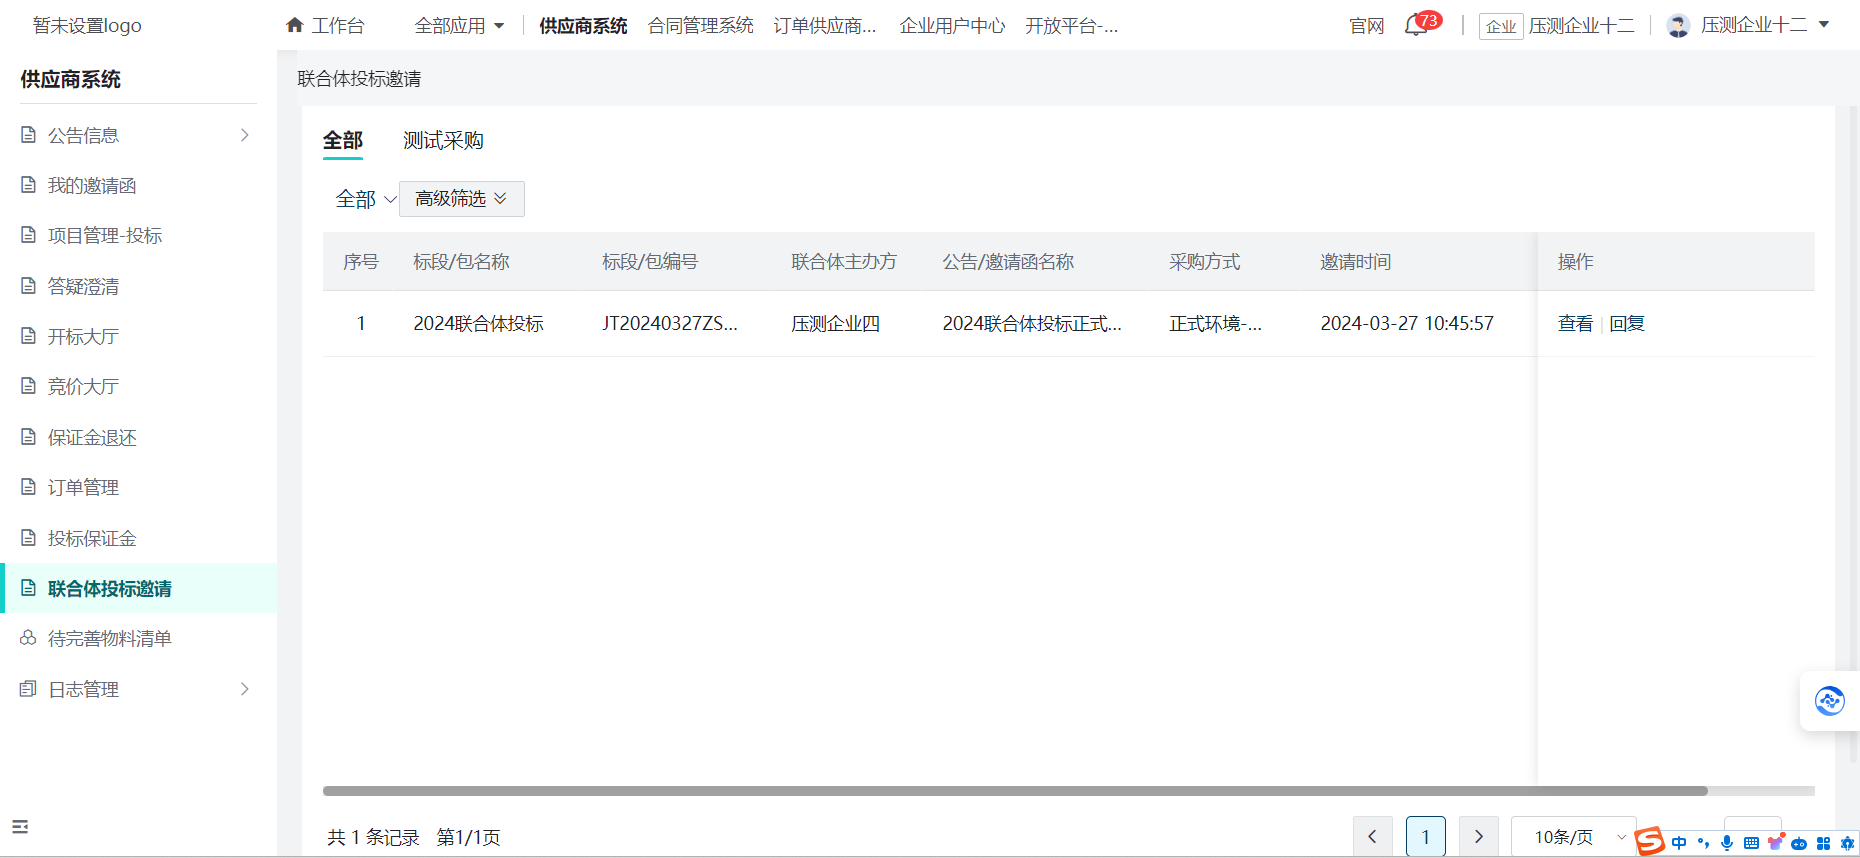 暂未设置logo
工作台 全部应用 供应商系统 合同管理系统 订单供应商... 企业用户中心 开放平台-... 官网 73 企业 压测企业十二 压测企业十二
供应商系统
公告信息
我的邀请函
项目管理-投标
答疑澄清
开标大厅
竞价大厅
保证金退还
订单管理
投标保证金
联合体投标邀请
待完善物料清单
日志管理
联合体投标邀请
全部 测试采购
全部 高级筛选
序号 标段/包名称 标段/包编号 联合体主办方 公告/邀请函名称 采购方式 邀请时间 操作
1 2024联合体投标 JT20240327ZS... 压测企业四 2024联合体投标正式... 正式环境-... 2024-03-27 10:45:57 查看 | 回复
共 1 条记录 第1/1页 1 10条/页
S 中